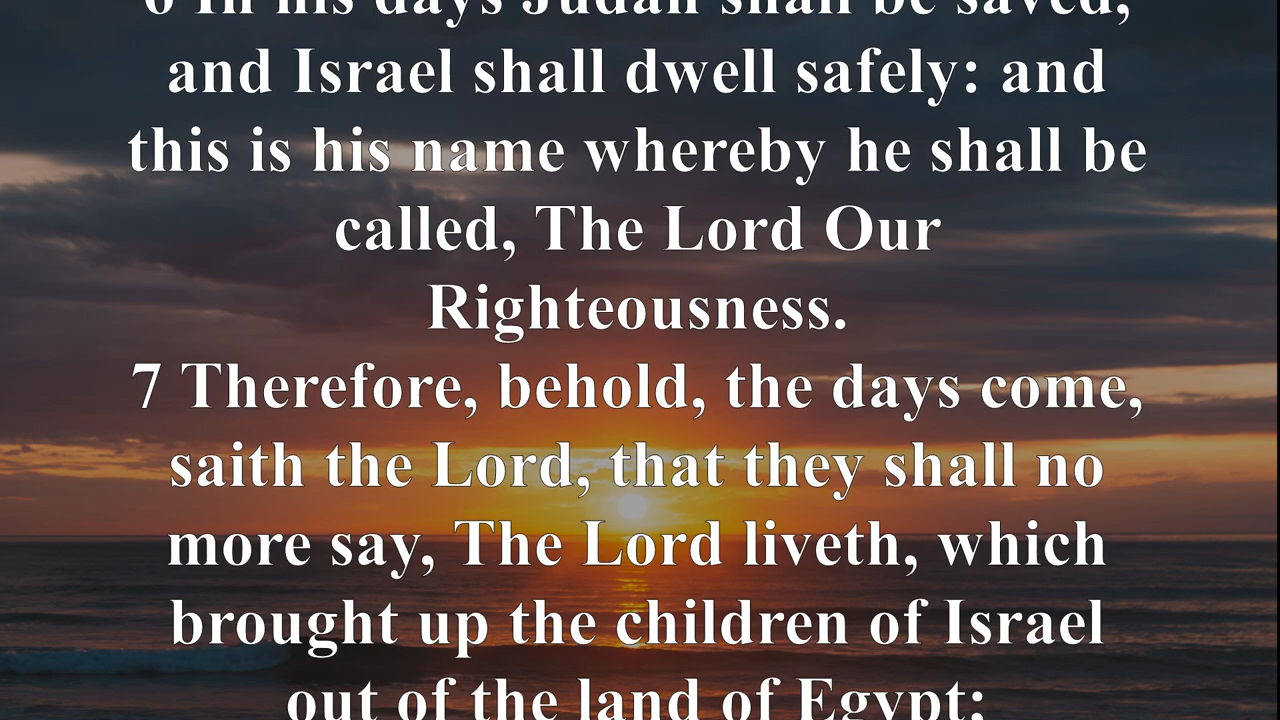 6 In his days Judah shall be saved,
and Israel shall dwell safely: and
this is his name whereby he shall be
called, The Lord Our
Righteousness.
7 Therefore, behold, the days come,
saith the Lord, that they shall no
more say, The Lord liveth, which
brought up the children of Israel
out of the land of Egypt;